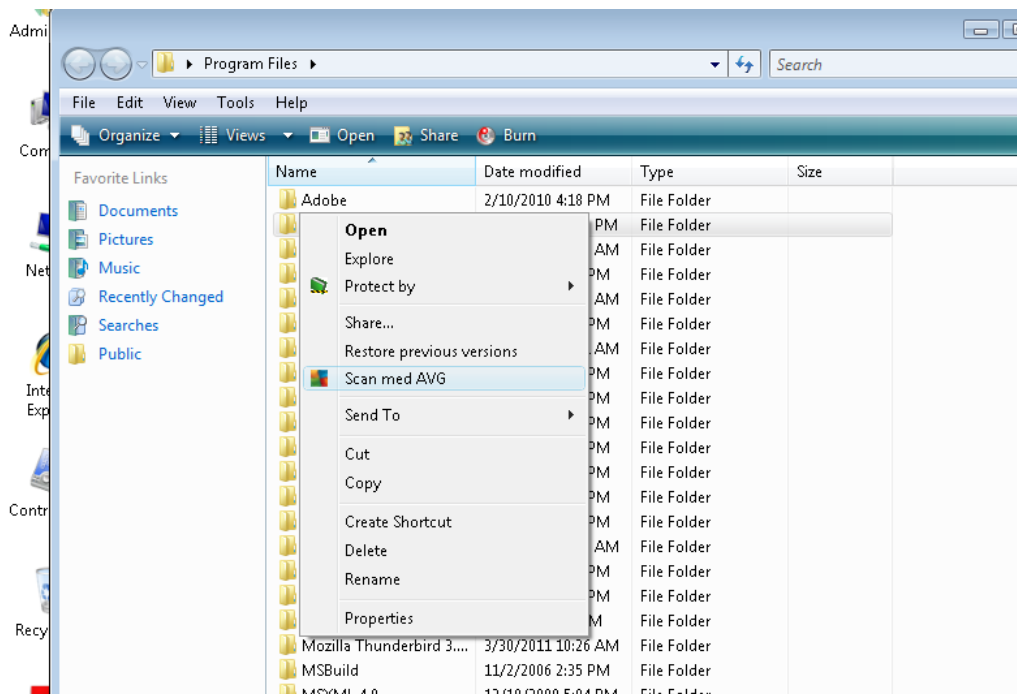 Admi
Program Files
Search
File Edit View Tools Help
Organize Views Open Share Burn
Com
Favorite Links
Documents
Pictures
Music
Recently Changed
Searches
Public
Net
Inte
Exp
Contr
Recy
Name Date modified Type Size
Adobe 2/10/2010 4:18 PM File Folder
PM File Folder
AM File Folder
PM File Folder
AM File Folder
PM File Folder
AM File Folder
PM File Folder
PM File Folder
PM File Folder
PM File Folder
PM File Folder
PM File Folder
AM File Folder
PM File Folder
PM File Folder
M File Folder
Open
Explore
Protect by
Share...
Restore previous versions
Scan med AVG
Send To
Cut
Copy
Create Shortcut
Delete
Rename
Properties
Mozilla Thunderbird 3.... 3/30/2011 10:26 AM File Folder
MSBuild 11/2/2006 2:35 PM File Folder
MSXML 4.0 File Folder